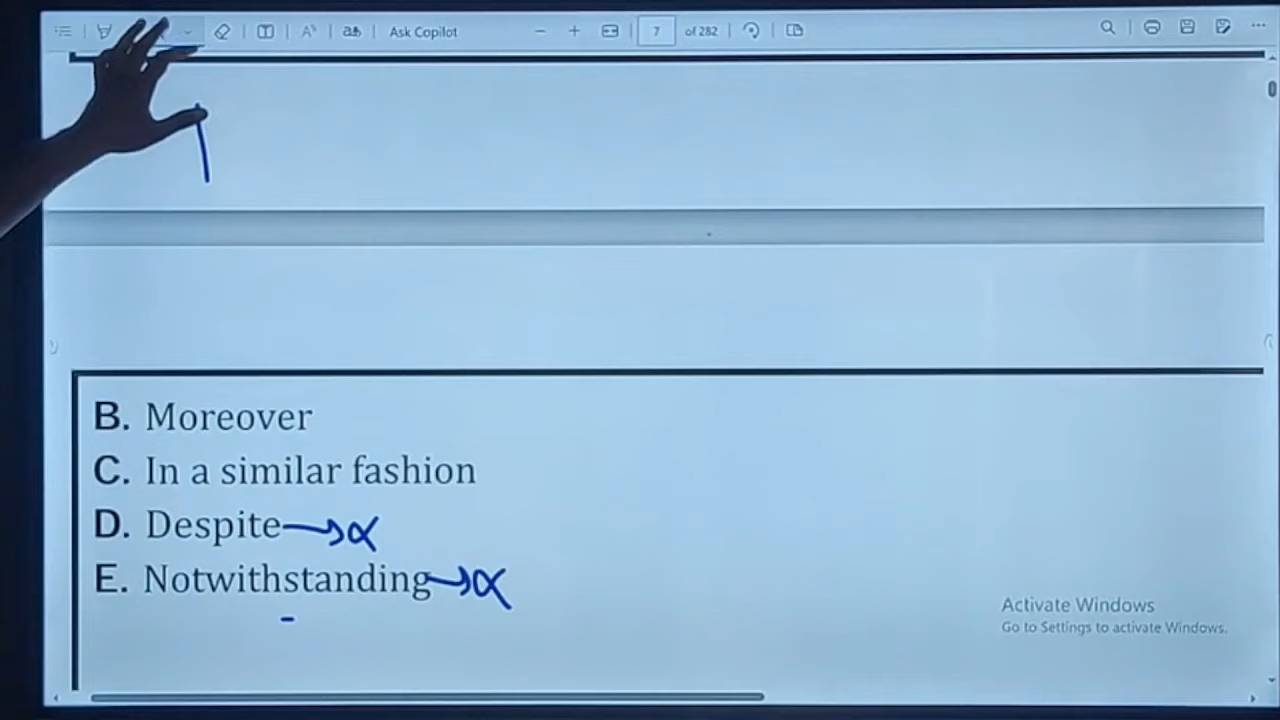 Ask Copilot
7 of 282
B. Moreover
C. In a similar fashion
D. Despite→α
E. Notwithstanding→α
Activate Windows
Go to Settings to activate Windows.